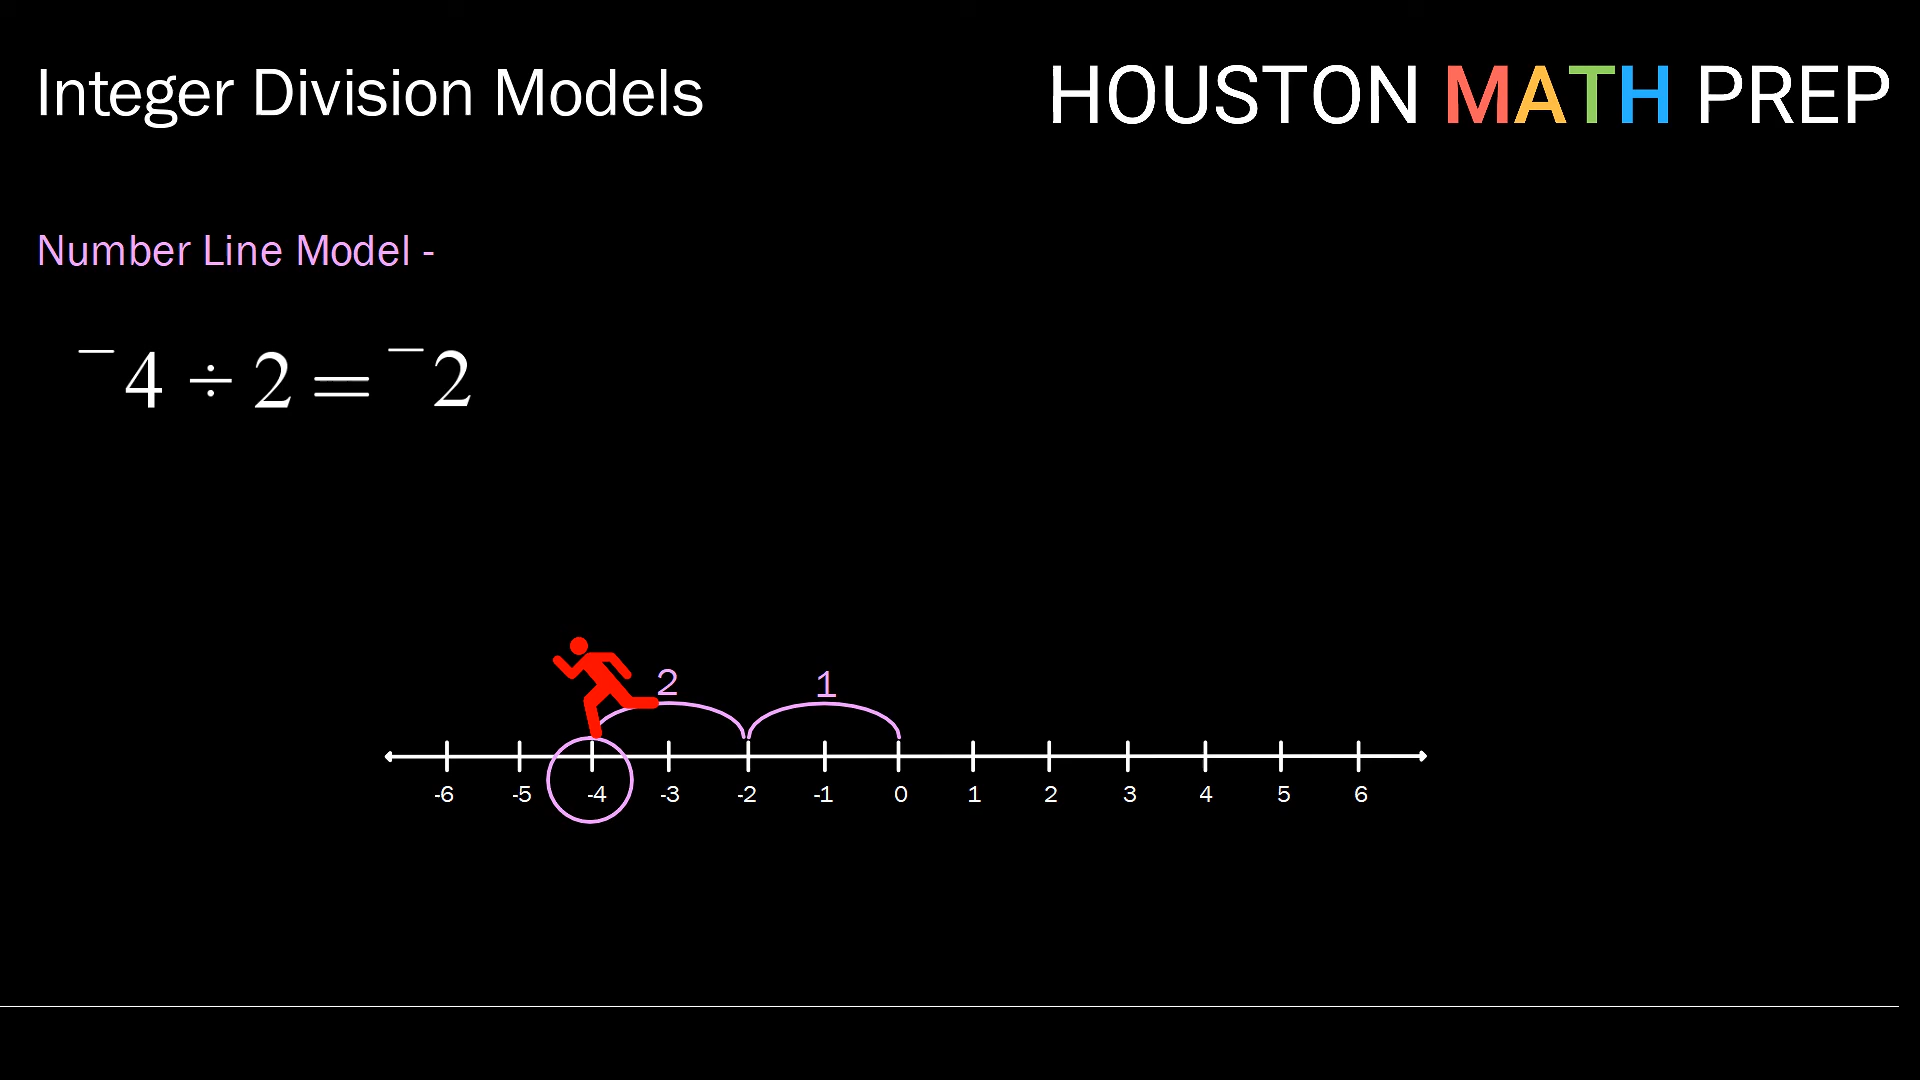 Integer Division Models
HOUSTON MATH PREP
Number Line Model -
⁻4 ÷ 2 = ⁻2
2 1
-6 -5 -4 -3 -2 -1 0 1 2 3 4 5 6